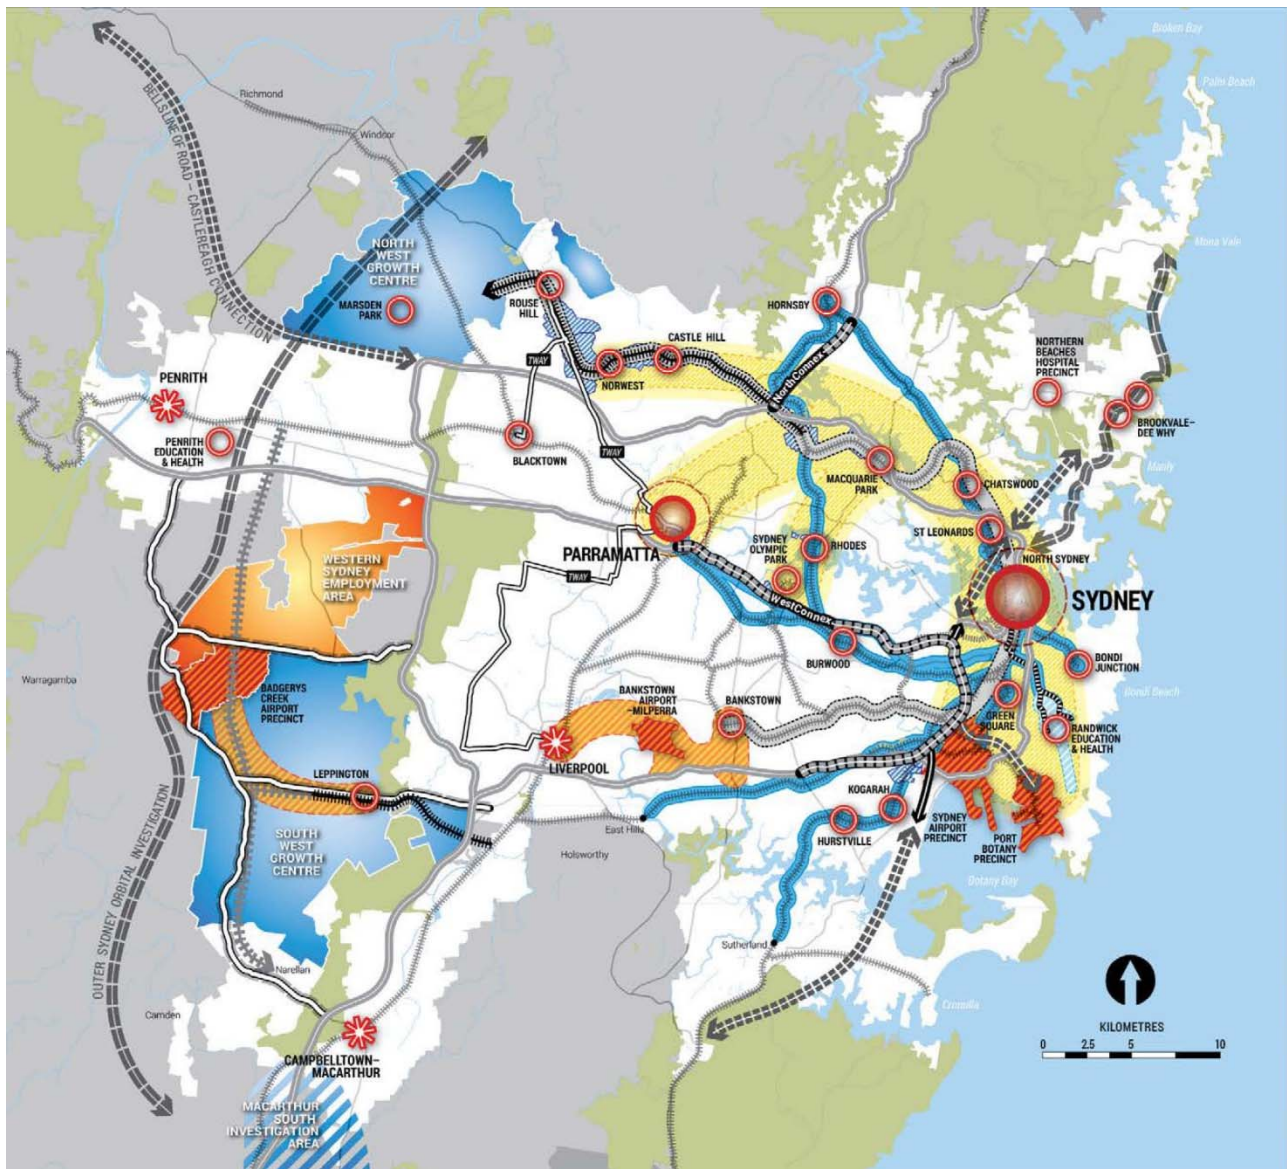 Broken Bay
Palm Beach
Richmond
Windsor
BELLS LINE OF ROAD – CASTLEREAGH CONNECTION
NORTH
WEST
GROWTH
CENTRE
Mona Vale
MARSDEN
PARK
ROUSE
HILL
HORNSBY
CASTLE HILL
NORTHERN
BEACHES
HOSPITAL
PRECINCT
TWAY
NorthConnex
NORWEST
PENRITH
BROOKVALE–
DEE WHY
PENRITH
EDUCATION
& HEALTH
BLACKTOWN
TWAY
MACQUARIE
PARK
CHATSWOOD
Manly
ST LEONARDS
PARRAMATTA
SYDNEY
OLYMPIC
PARK
RHODES
NORTH SYDNEY
WESTERN
SYDNEY
EMPLOYMENT
AREA
TWAY
SYDNEY
WestConnex
BURWOOD
BONDI
JUNCTION
Warragamba
BADGERYS
CREEK
AIRPORT
PRECINCT
BANKSTOWN
AIRPORT
–MILPERRA
BANKSTOWN
Bondi Beach
GREEN
SQUARE
RANDWICK
EDUCATION
& HEALTH
LIVERPOOL
LEPPINGTON
KOGARAH
East Hills
HURSTVILLE
SYDNEY
AIRPORT
PRECINCT
PORT
BOTANY
PRECINCT
SOUTH
WEST
GROWTH
CENTRE
Holsworthy
Botany Bay
OUTER SYDNEY ORBITAL INVESTIGATION
Sutherland
Narellan
Cronulla
Camden
CAMPBELLTOWN–
MACARTHUR
KILOMETRES
0 2.5 5 10
MACARTHUR
SOUTH
INVESTIGATION
AREA